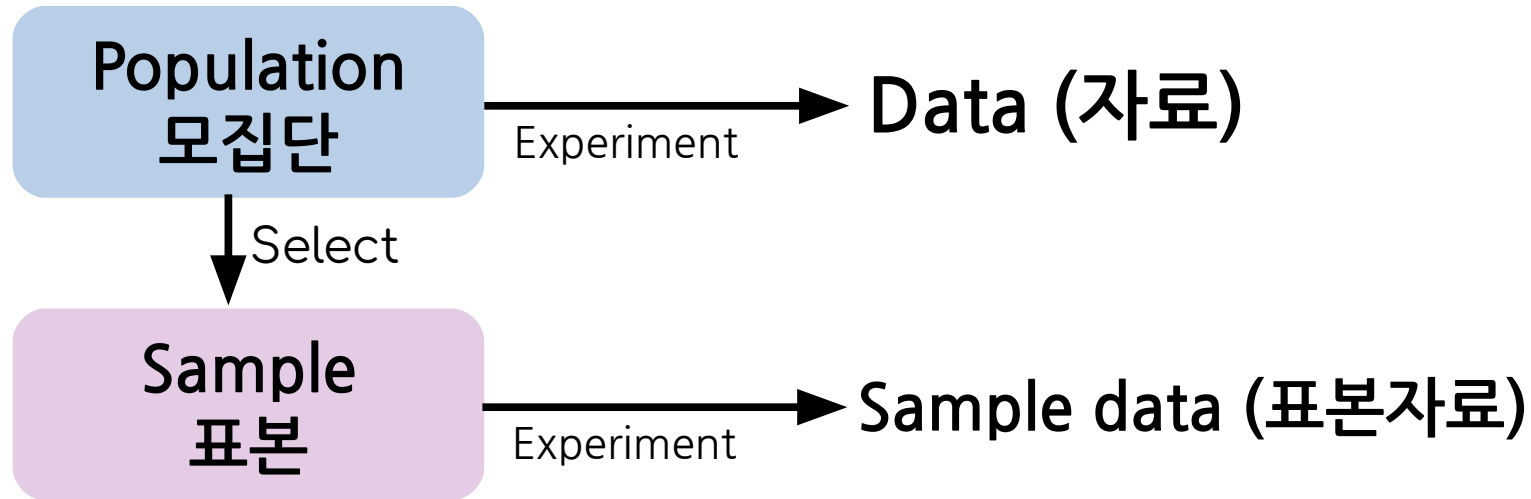 Population
모집단
Experiment
Data (자료)
Select
Sample
표본
Experiment
Sample data (표본자료)